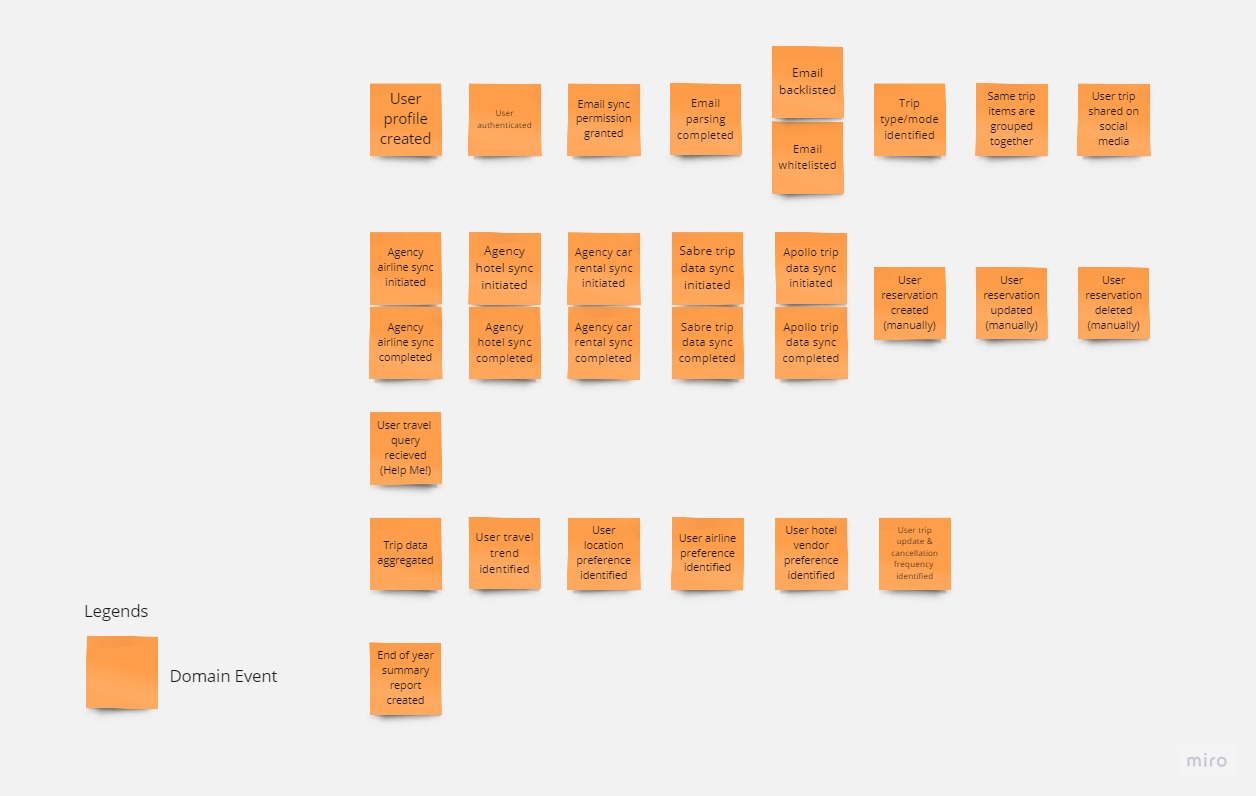 User
profile
created
User
authenticated
Email sync
permission
granted
Email
parsing
completed
Email
backlisted
Email
whitelisted
Trip
type/mode
identified
Same trip
items are
grouped
together
User trip
shared on
social
media
Agency
airline sync
initiated
Agency
hotel sync
initiated
Agency car
rental sync
initiated
Sabre trip
data sync
initiated
Apollo trip
data sync
initiated
Agency
airline sync
completed
Agency
hotel sync
completed
Agency car
rental sync
completed
Sabre trip
data sync
completed
Apollo trip
data sync
completed
User
reservation
created
(manually)
User
reservation
updated
(manually)
User
reservation
deleted
(manually)
User travel
query
recieved
(Help Me!)
Trip data
aggregated
User travel
trend
identified
User
location
preference
identified
User airline
preference
identified
User hotel
vendor
preference
identified
User trip
update &
cancellation
frequency
identified
Legends
Domain Event
End of year
summary
report
created
miro